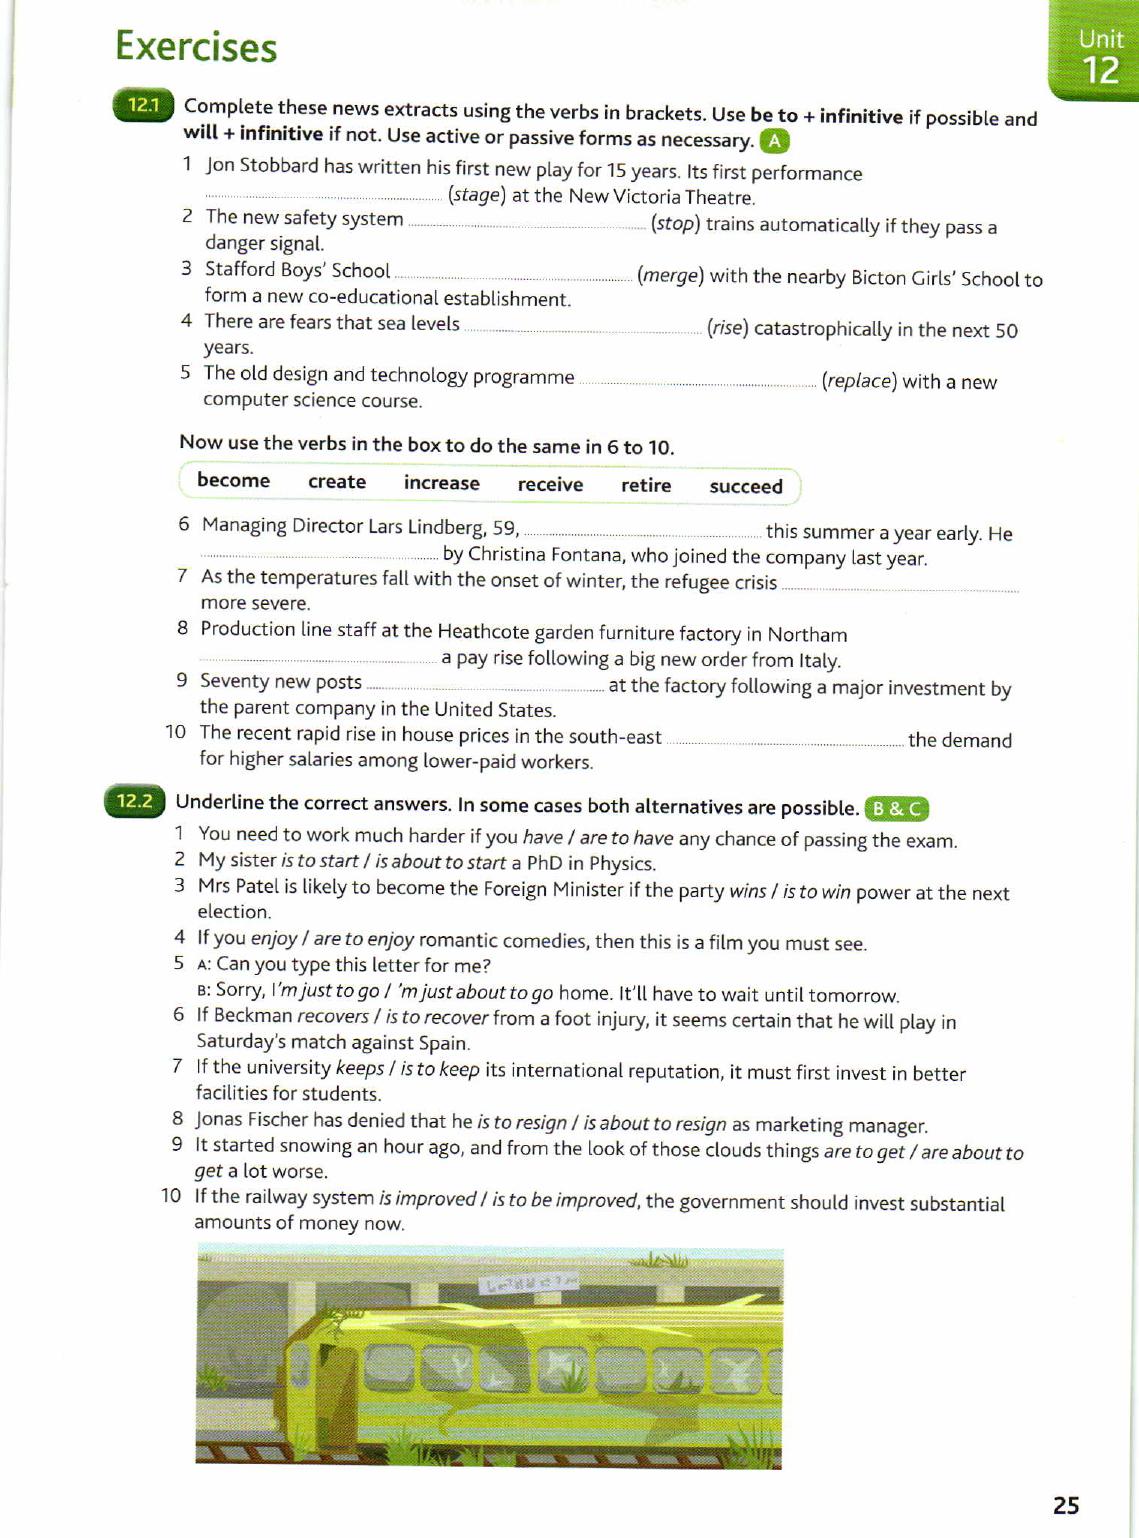 Exercises
Unit
12
12.1 Complete these news extracts using the verbs in brackets. Use be to + infinitive if possible and
will + infinitive if not. Use active or passive forms as necessary. A
1 Jon Stobbard has written his first new play for 15 years. Its first performance
.......... (stage) at the New Victoria Theatre.
2 The new safety system .......... (stop) trains automatically if they pass a
danger signal.
3 Stafford Boys' School .......... (merge) with the nearby Bicton Girls' School to
form a new co-educational establishment.
4 There are fears that sea levels .......... (rise) catastrophically in the next 50
years.
5 The old design and technology programme .......... (replace) with a new
computer science course.
Now use the verbs in the box to do the same in 6 to 10.
become create increase receive retire succeed
6 Managing Director Lars Lindberg, 59, .......... this summer a year early. He
.......... by Christina Fontana, who joined the company last year.
7 As the temperatures fall with the onset of winter, the refugee crisis ..........
more severe.
8 Production line staff at the Heathcote garden furniture factory in Northam
.......... a pay rise following a big new order from Italy.
9 Seventy new posts .......... at the factory following a major investment by
the parent company in the United States.
10 The recent rapid rise in house prices in the south-east .......... the demand
for higher salaries among lower-paid workers.
12.2 Underline the correct answers. In some cases both alternatives are possible. B & C
1 You need to work much harder if you have / are to have any chance of passing the exam.
2 My sister is to start / is about to start a PhD in Physics.
3 Mrs Patel is likely to become the Foreign Minister if the party wins / is to win power at the next
election.
4 If you enjoy / are to enjoy romantic comedies, then this is a film you must see.
5 A: Can you type this letter for me?
B: Sorry, I'm just to go / 'm just about to go home. It'll have to wait until tomorrow.
6 If Beckman recovers / is to recover from a foot injury, it seems certain that he will play in
Saturday's match against Spain.
7 If the university keeps / is to keep its international reputation, it must first invest in better
facilities for students.
8 Jonas Fischer has denied that he is to resign / is about to resign as marketing manager.
9 It started snowing an hour ago, and from the look of those clouds things are to get / are about to
get a lot worse.
10 If the railway system is improved / is to be improved, the government should invest substantial
amounts of money now.
25